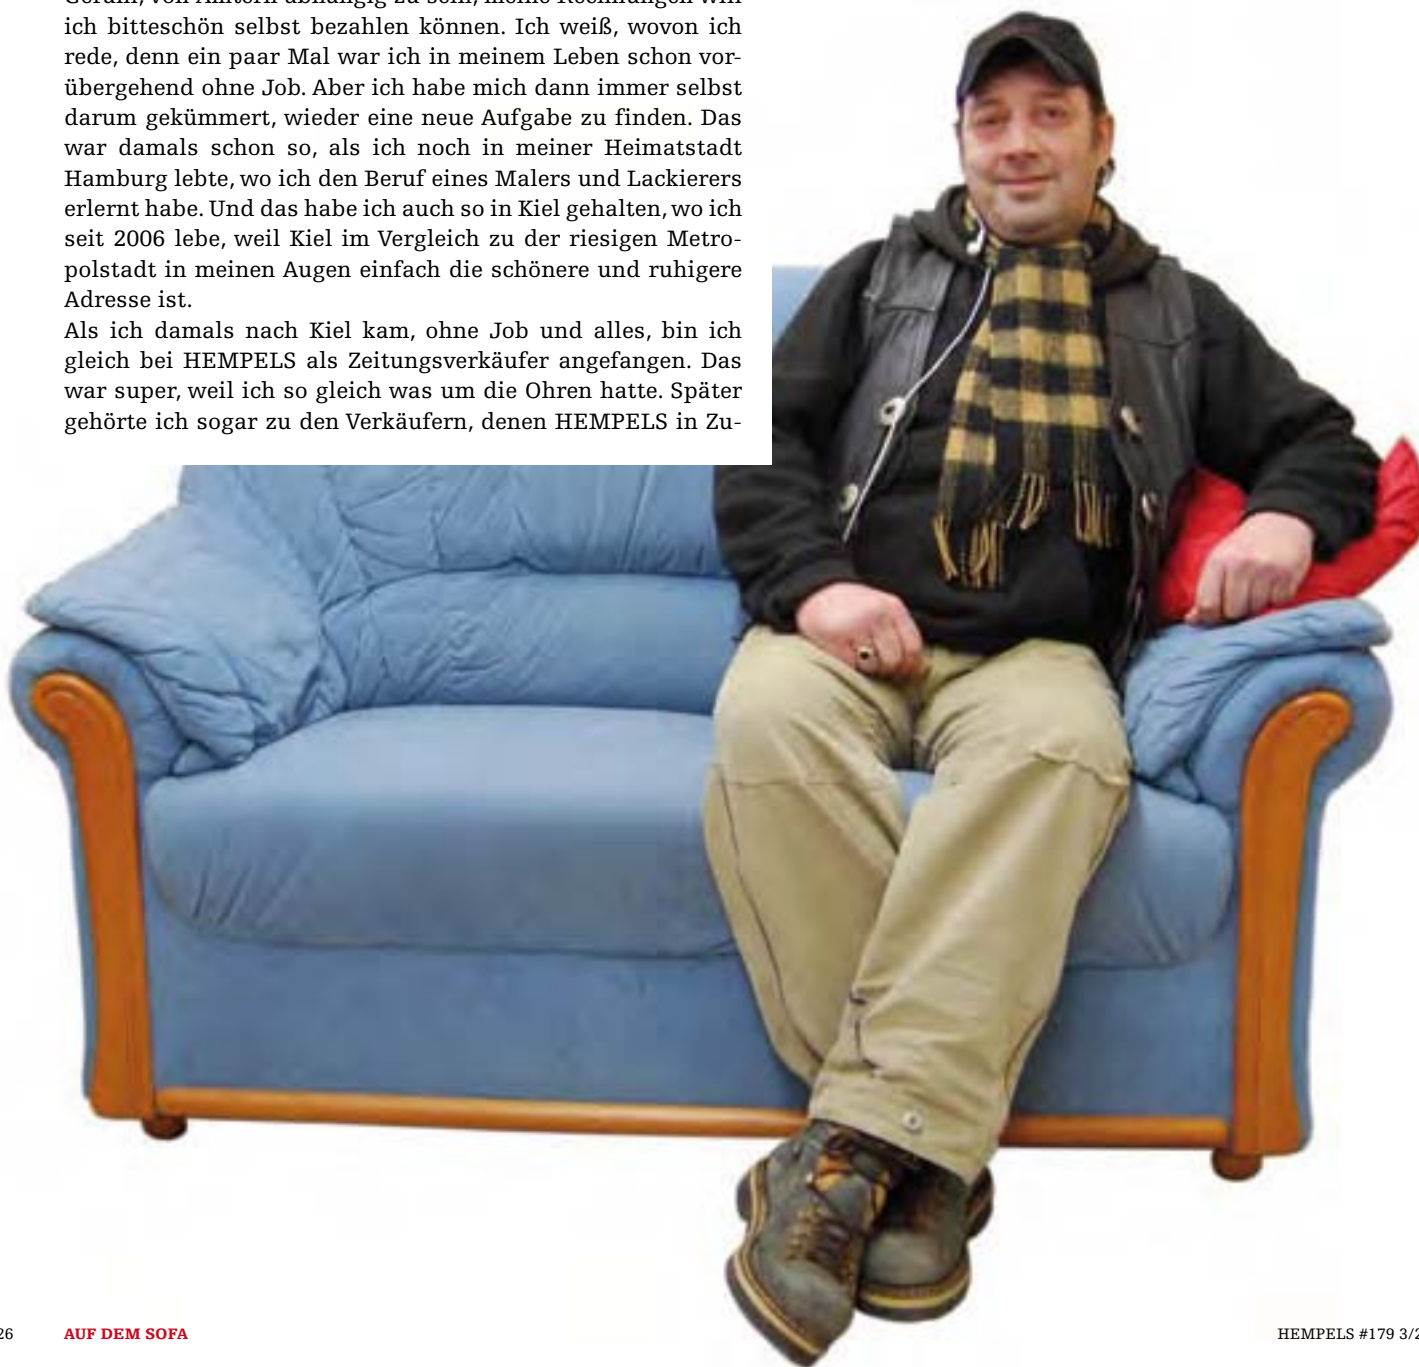 ich bitteschön selbst bezahlen können. Ich weiß, wovon ich
rede, denn ein paar Mal war ich in meinem Leben schon vor-
übergehend ohne Job. Aber ich habe mich dann immer selbst
darum gekümmert, wieder eine neue Aufgabe zu finden. Das
war damals schon so, als ich noch in meiner Heimatstadt
Hamburg lebte, wo ich den Beruf eines Malers und Lackierers
erlernt habe. Und das habe ich auch so in Kiel gehalten, wo ich
seit 2006 lebe, weil Kiel im Vergleich zu der riesigen Metro-
polstadt in meinen Augen einfach die schönere und ruhigere
Adresse ist.
Als ich damals nach Kiel kam, ohne Job und alles, bin ich
gleich bei HEMPELS als Zeitungsverkäufer angefangen. Das
war super, weil ich so gleich was um die Ohren hatte. Später
gehörte ich sogar zu den Verkäufern, denen HEMPELS in Zu-
26 AUF DEM SOFA
HEMPELS #179 3/2